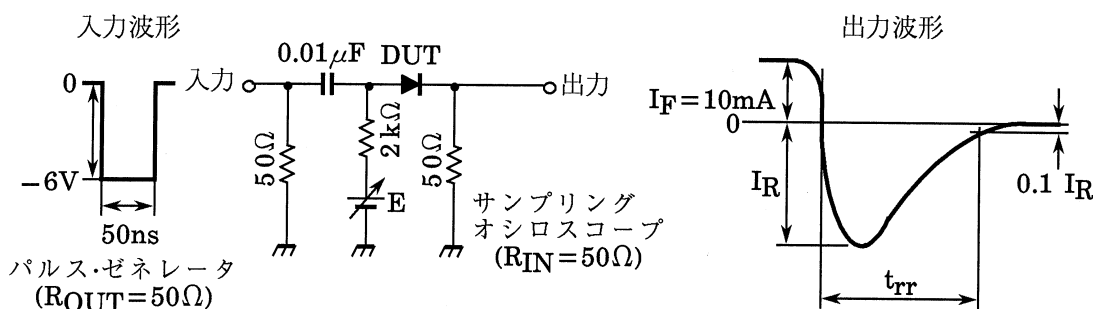 入力波形
0
−6V
50ns
パルス・ゼネレータ
(ROUT=50Ω)
入力
0.01μF
DUT
出力
50Ω
2kΩ
E
50Ω
サンプリング
オシロスコープ
(RIN=50Ω)
出力波形
IF=10mA
0
IR
0.1 IR
trr